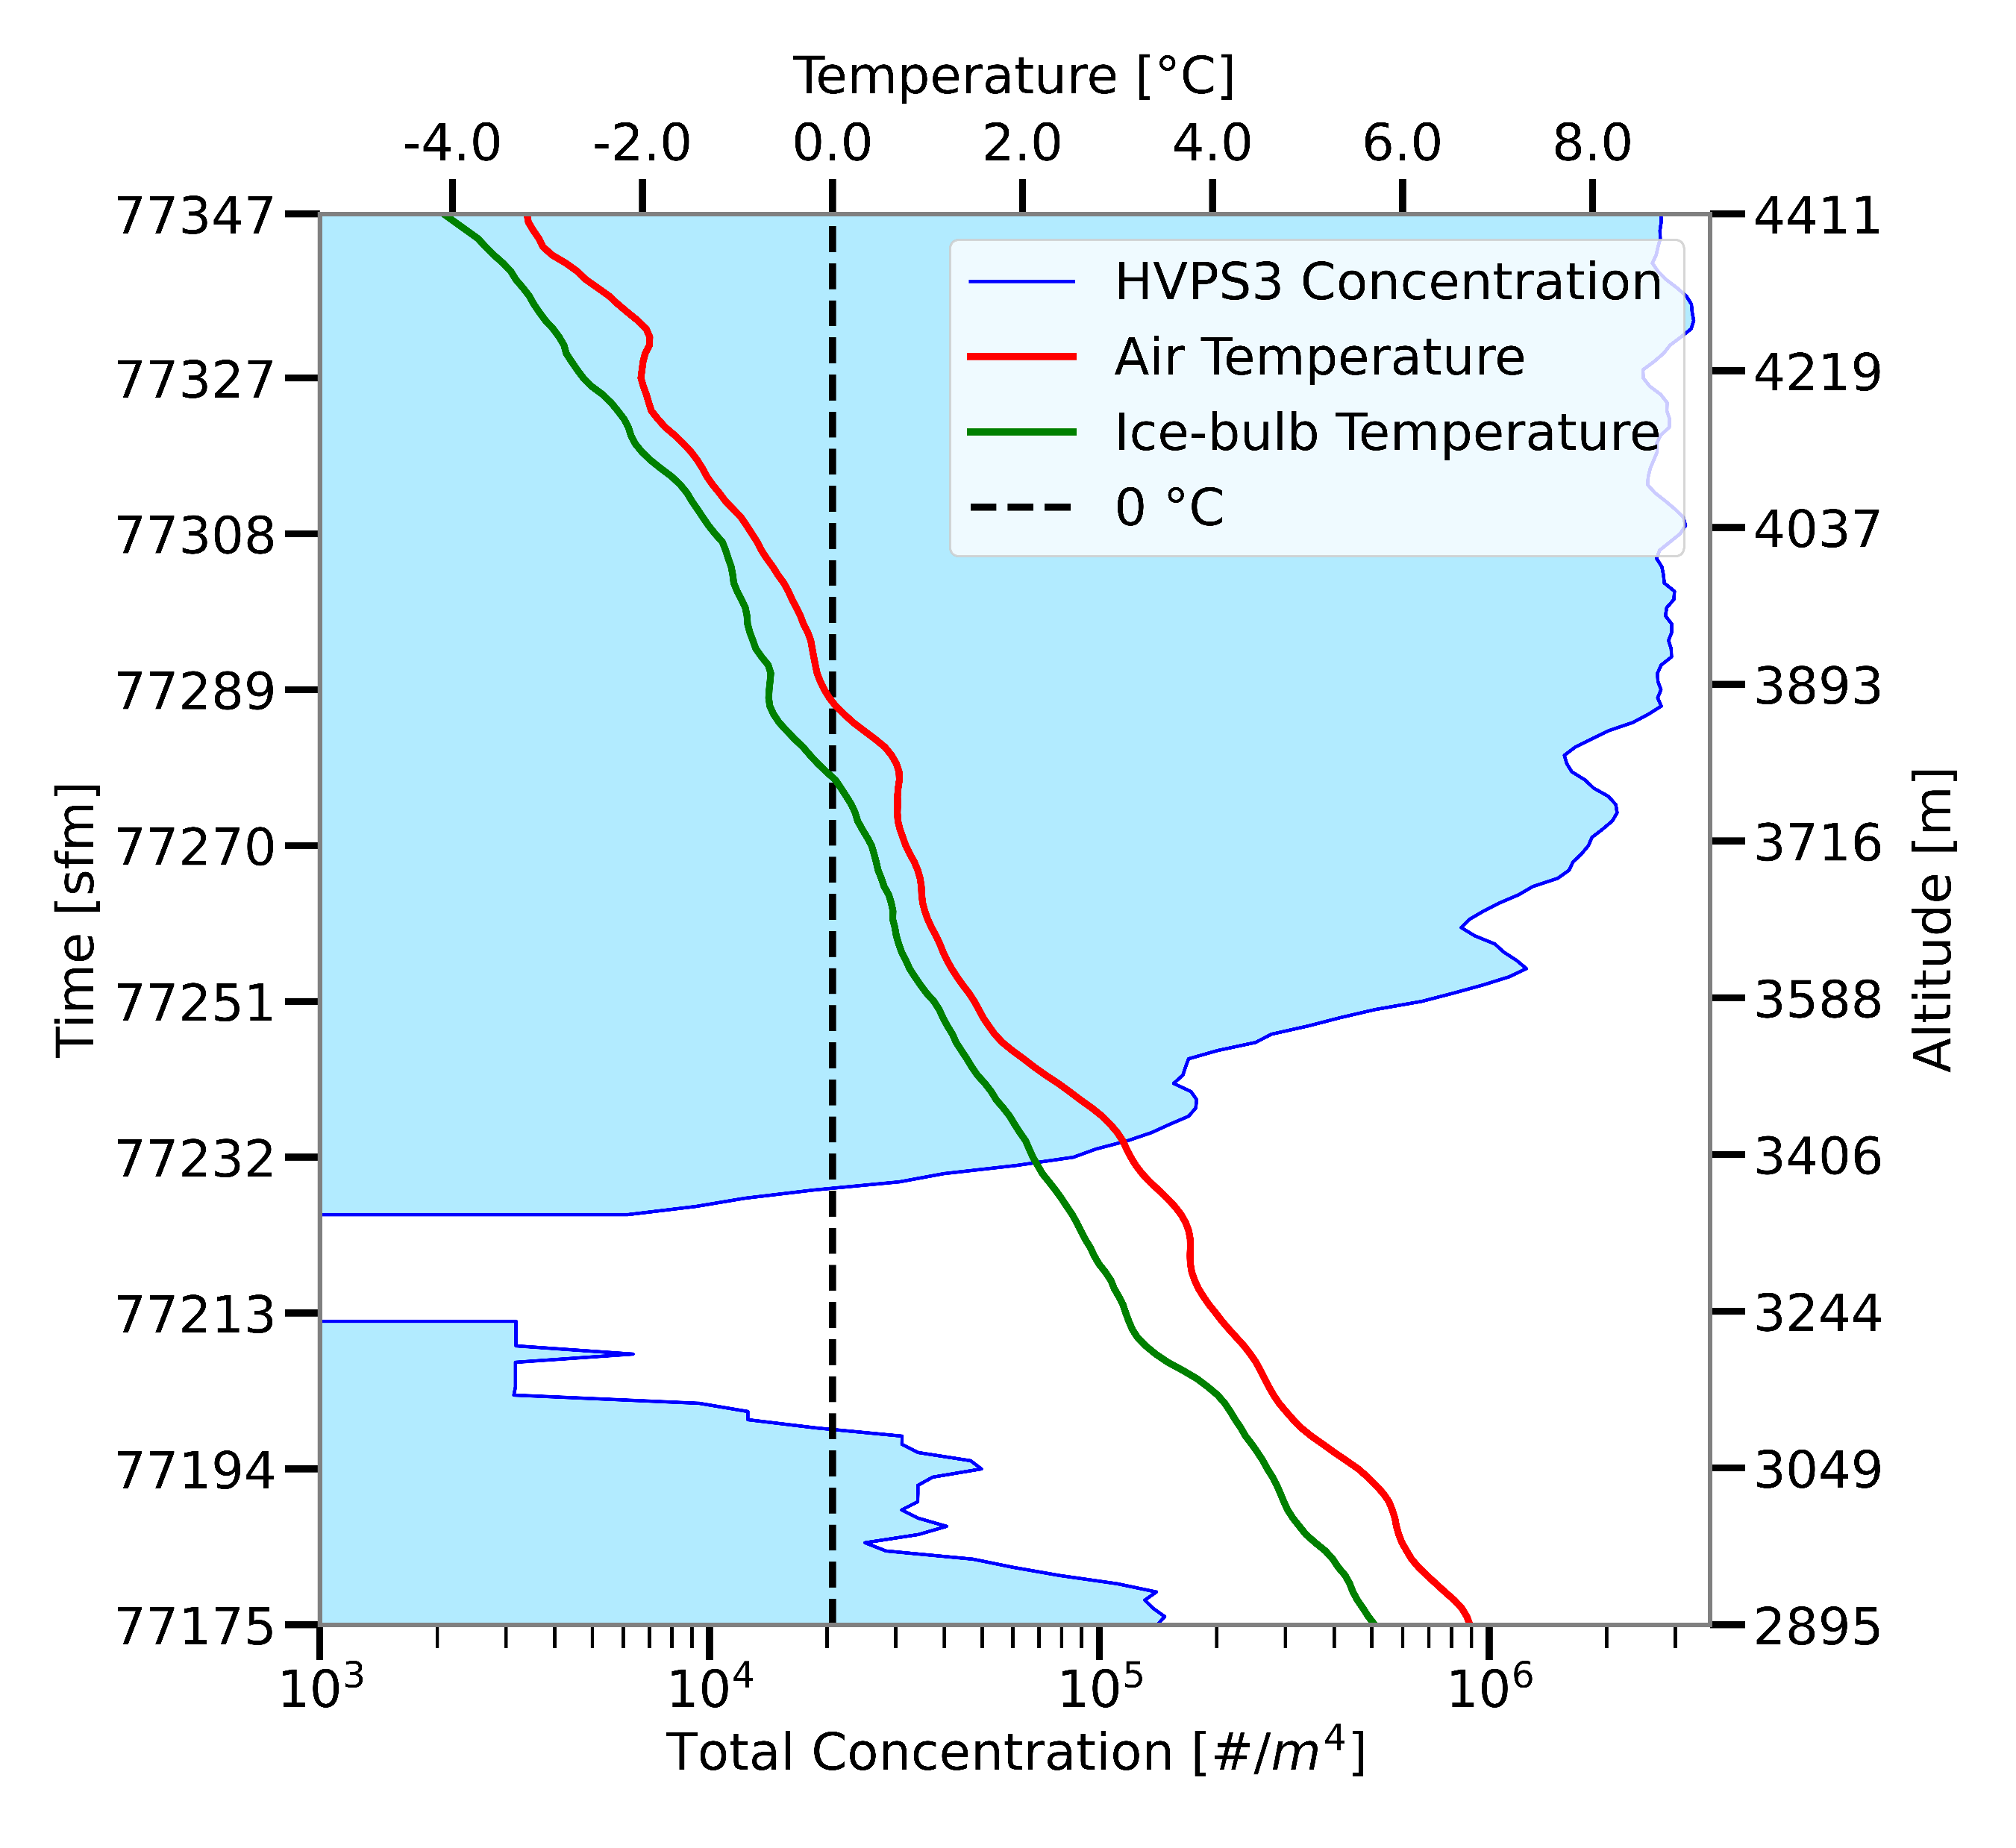 Temperature [°C]
-4.0 -2.0 0.0 2.0 4.0 6.0 8.0
77347 4411
HVPS3 Concentration
Air Temperature
77327 4219
Ice-bulb Temperature
0 °C
77308 4037
77289 3893
Time [sfm]
Altitude [m]
77270 3716
77251 3588
77232 3406
77213 3244
77194 3049
77175 2895
10³ 10⁴ 10⁵ 10⁶
Total Concentration [#/m⁴]